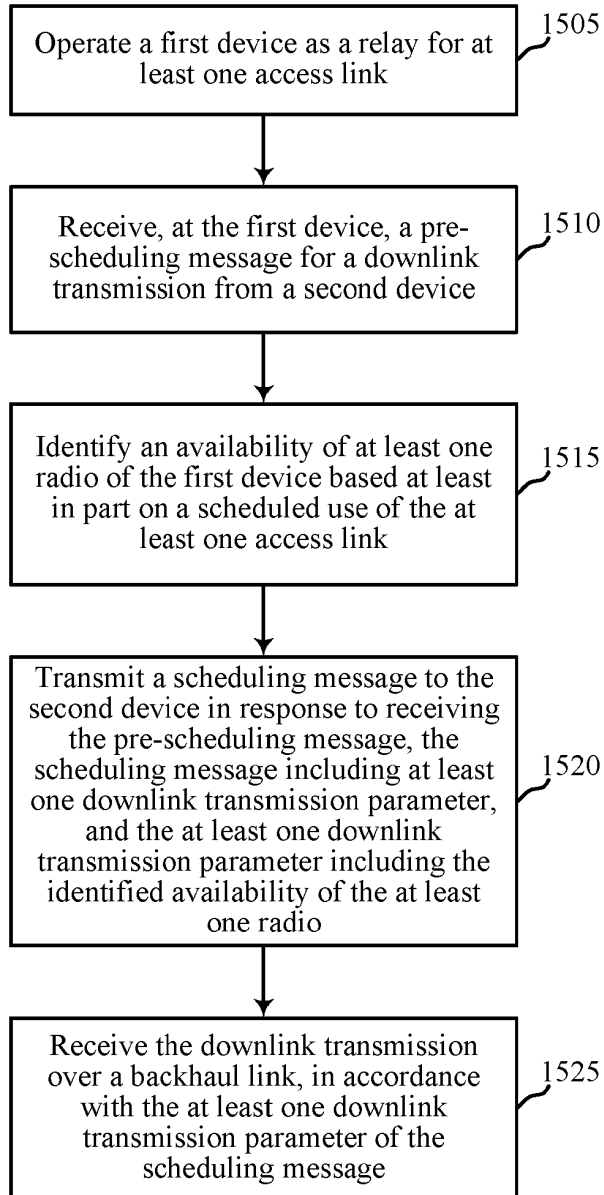 1505
Operate a first device as a relay for at
least one access link
1510
Receive, at the first device, a pre-
scheduling message for a downlink
transmission from a second device
1515
Identify an availability of at least one
radio of the first device based at least
in part on a scheduled use of the at
least one access link
1520
Transmit a scheduling message to the
second device in response to receiving
the pre-scheduling message, the
scheduling message including at least
one downlink transmission parameter,
and the at least one downlink
transmission parameter including the
identified availability of the at least
one radio
1525
Receive the downlink transmission
over a backhaul link, in accordance
with the at least one downlink
transmission parameter of the
scheduling message